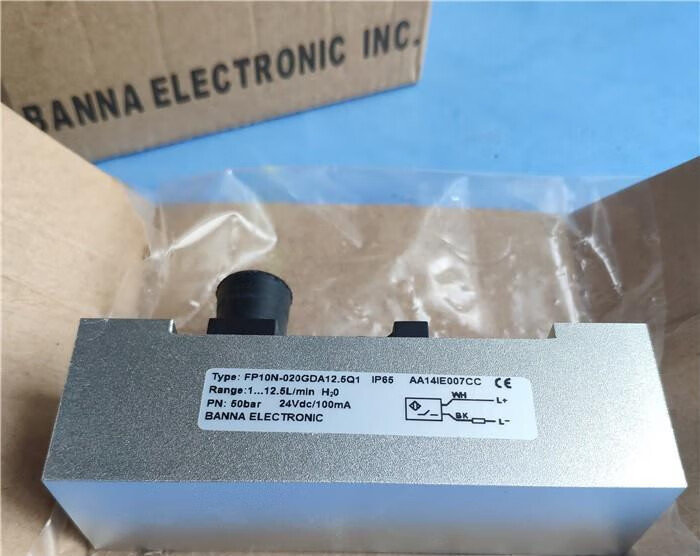 BANNA ELECTRONIC INC.
Type: FP10N-020GDA12.5Q1 IP65 AA14IE007CC CE
Range:1...12.5L/min H₂0
PN: 50bar 24Vdc/100mA
BANNA ELECTRONIC
WH L+
BK L-